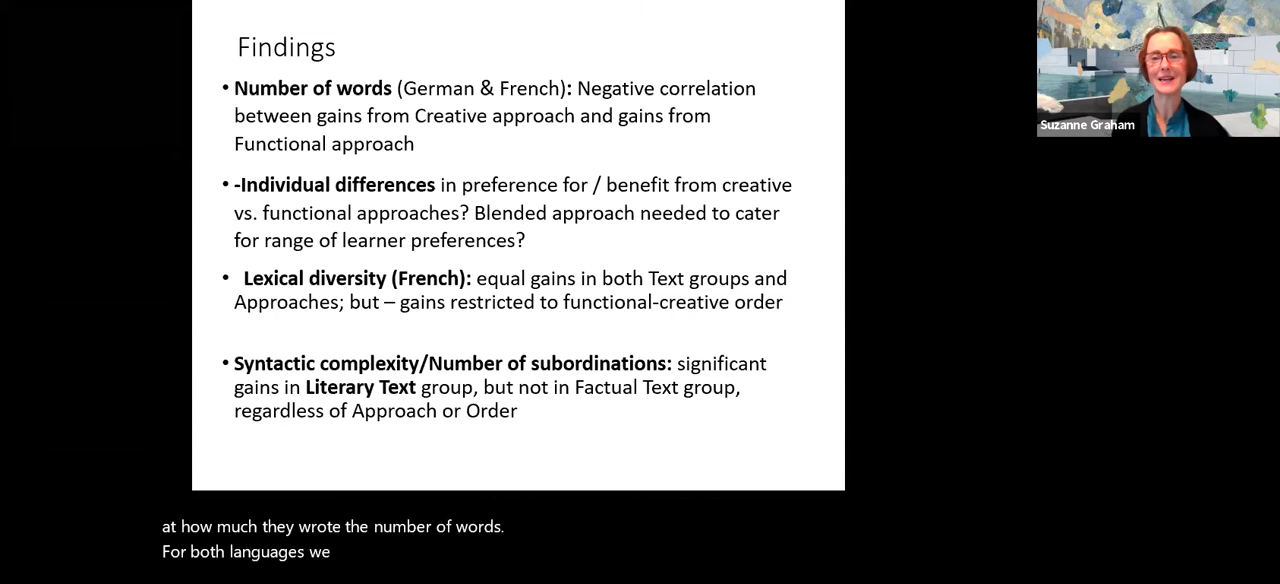 Findings
• Number of words (German & French): Negative correlation
between gains from Creative approach and gains from
Functional approach
• -Individual differences in preference for / benefit from creative
vs. functional approaches? Blended approach needed to cater
for range of learner preferences?
• Lexical diversity (French): equal gains in both Text groups and
Approaches; but – gains restricted to functional-creative order
• Syntactic complexity/Number of subordinations: significant
gains in Literary Text group, but not in Factual Text group,
regardless of Approach or Order
Suzanne Graham
at how much they wrote the number of words.
For both languages we